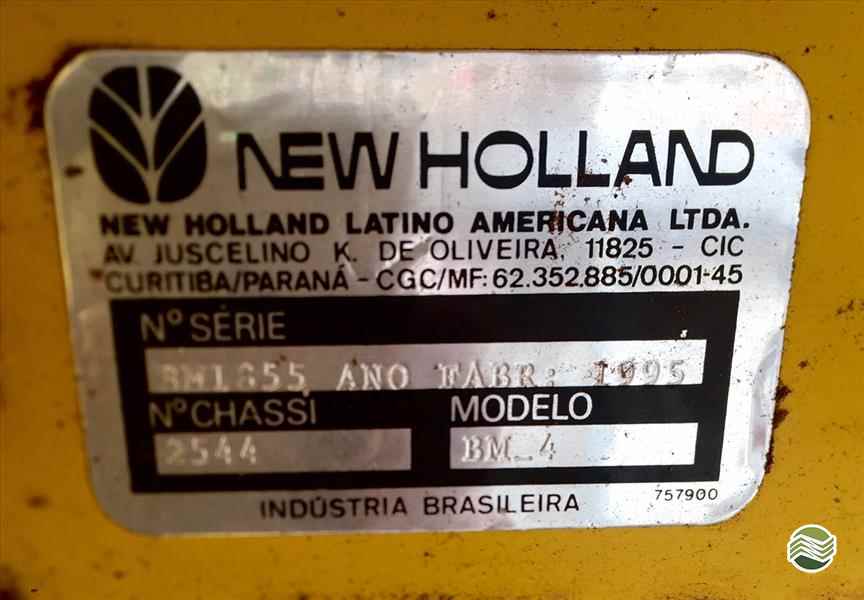 NEW HOLLAND
NEW HOLLAND LATINO AMERICANA LTDA.
AV JUSCELINO K. DE OLIVEIRA, 11825 - CIC
CURITIBA/PARANÁ - CGC/MF: 62.352.885/0001-45
Nº SÉRIE
ANO FABR: 1995
Nº CHASSI MODELO
2544 BM_4
INDÚSTRIA BRASILEIRA
757900